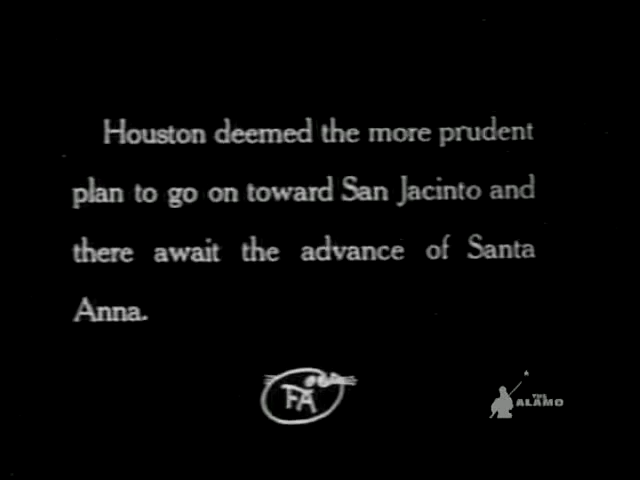 Houston deemed the more prudent
plan to go on toward San Jacinto and
there await the advance of Santa
Anna.
FA
THE
ALAMO